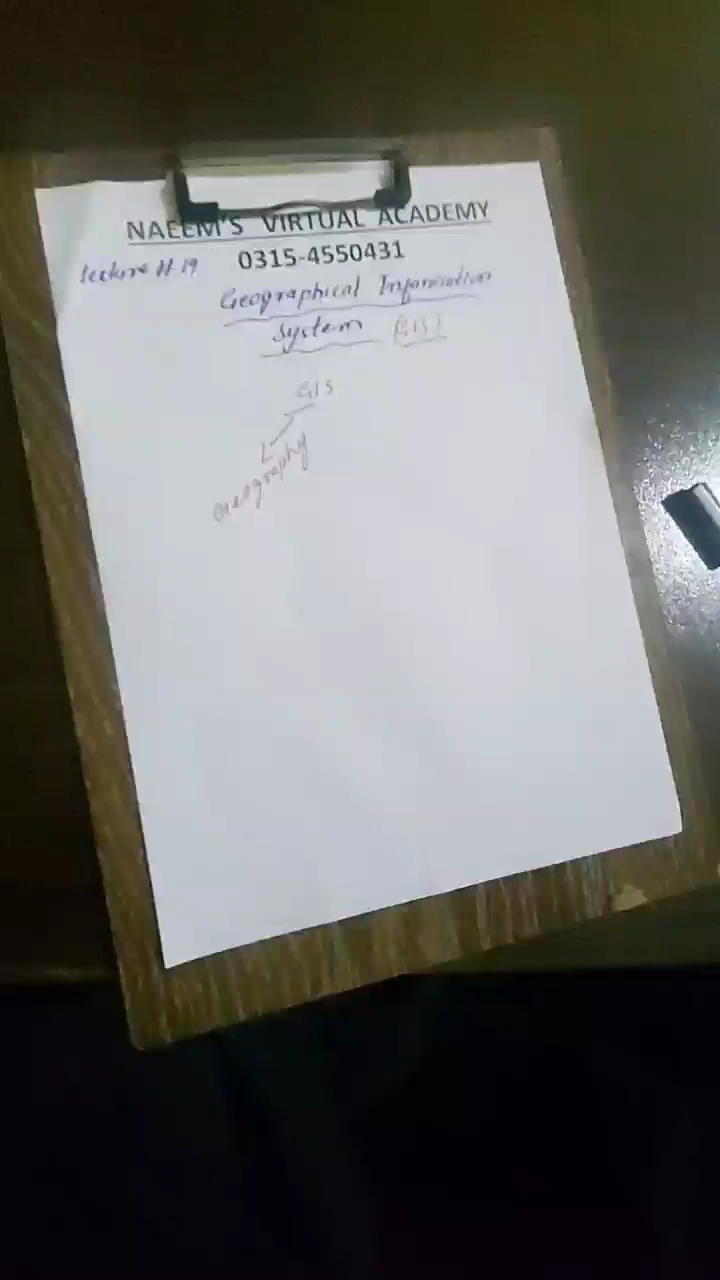 NAEEM'S VIRTUAL ACADEMY
0315-4550431
Lecture # 19
Geographical Information
System (GIS)
GIS
Geography